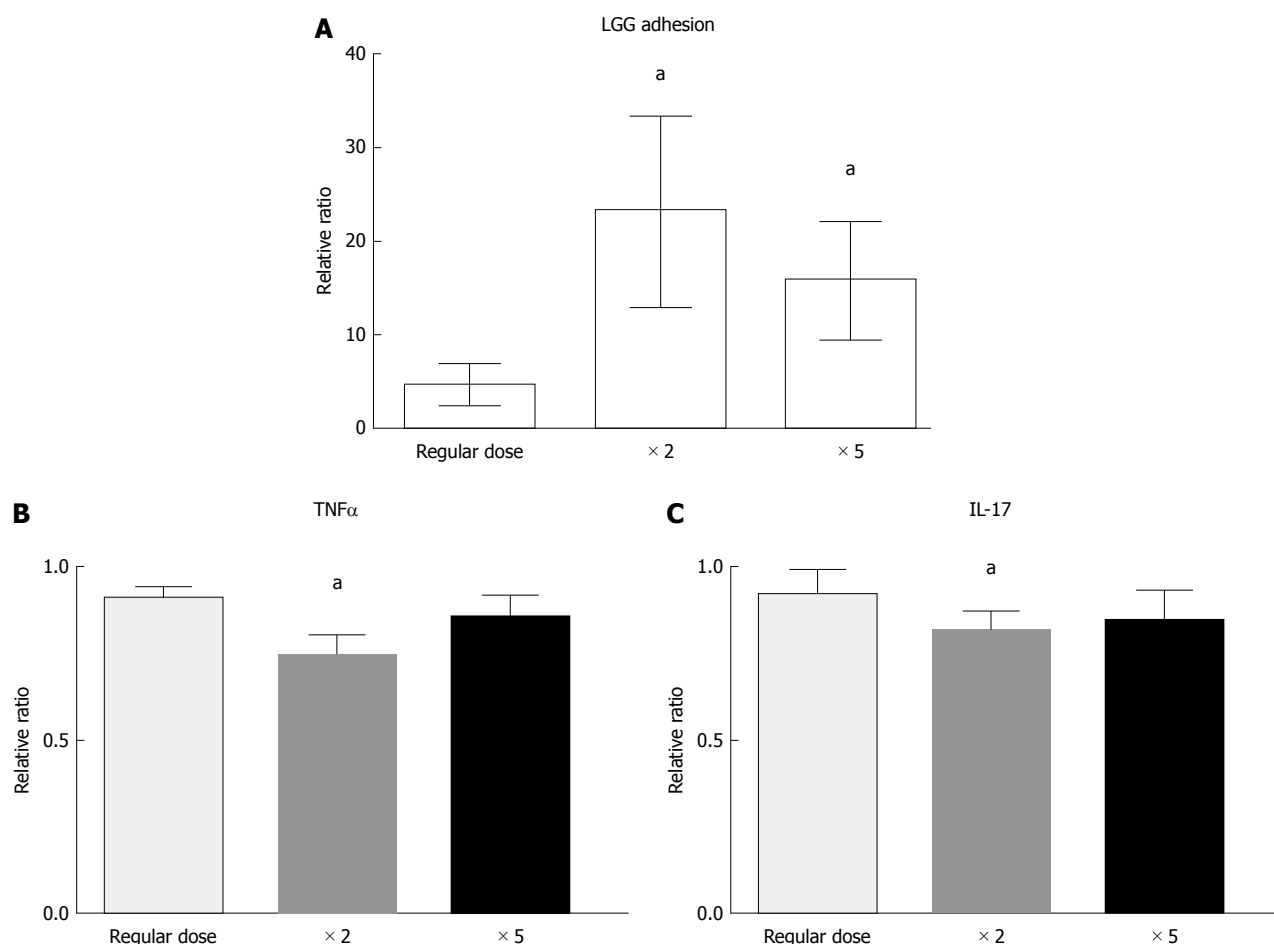 A
LGG adhesion
40
30
20
10
0
Relative ratio
a
a
Regular dose
× 2
× 5
B
TNFα
1.0
0.5
0.0
Relative ratio
a
Regular dose
× 2
× 5
C
IL-17
1.0
0.5
0.0
Relative ratio
a
Regular dose
× 2
× 5